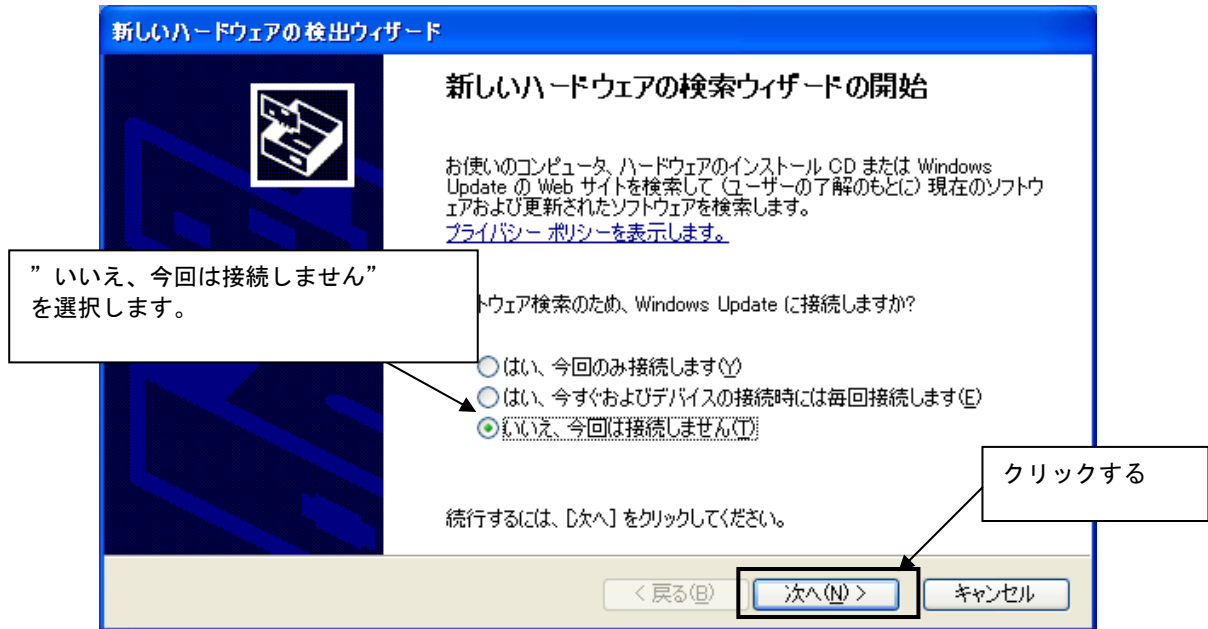 新しいハードウェアの検出ウィザード
新しいハードウェアの検索ウィザードの開始
お使いのコンピュータ、ハードウェアのインストール CD または Windows
Update の Web サイトを検索して (ユーザーの了解のもとに) 現在のソフトウ
ェアおよび更新されたソフトウェアを検索します。
プライバシー ポリシーを表示します。
”いいえ、今回は接続しません”
を選択します。
トウェア検索のため、Windows Update に接続しますか?
はい、今回のみ接続します(Y)
はい、今すぐおよびデバイスの接続時には毎回接続します(E)
いいえ、今回は接続しません(T)
クリックする
続行するには、[次へ] をクリックしてください。
< 戻る(B)
次へ(N) >
キャンセル